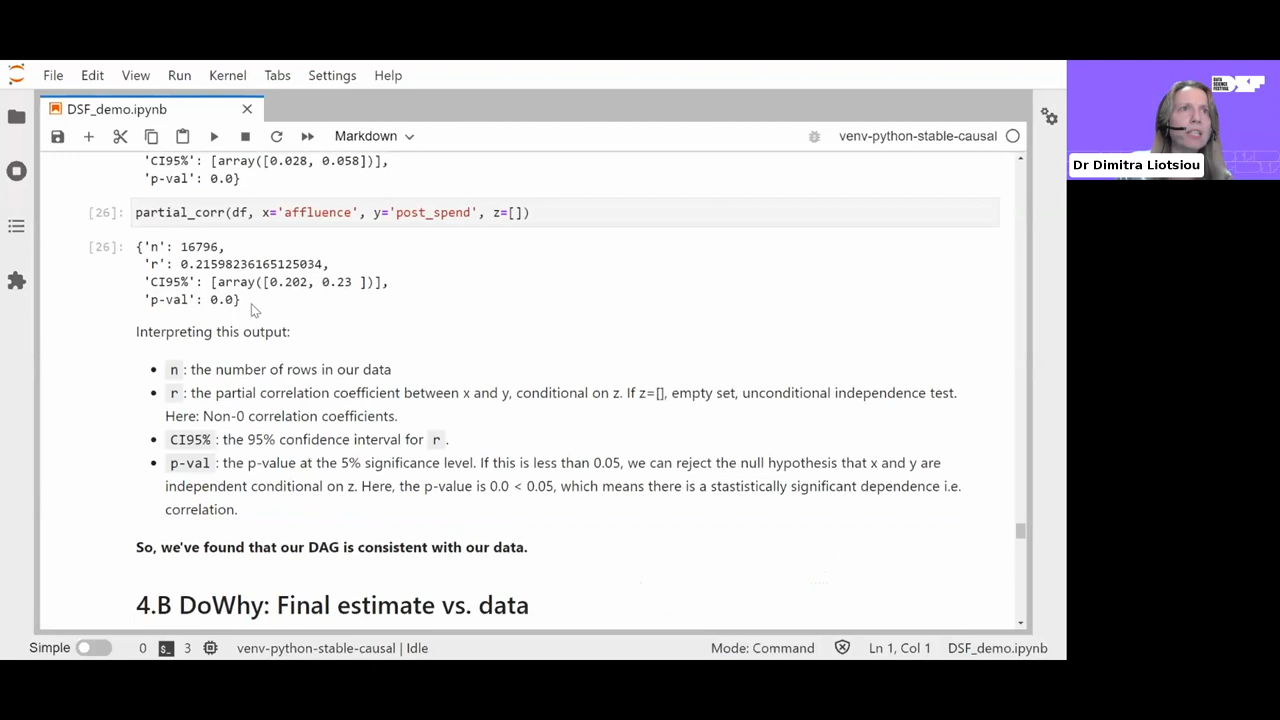 File Edit View Run Kernel Tabs Settings Help
DSF_demo.ipynb
Markdown
venv-python-stable-causal
'CI95%': [array([0.028, 0.058])],
'p-val': 0.0}
[26]: partial_corr(df, x='affluence', y='post_spend', z=[])
[26]: {'n': 16796,
'r': 0.21598236165125034,
'CI95%': [array([0.202, 0.23 ])],
'p-val': 0.0}
Interpreting this output:
• n : the number of rows in our data
• r : the partial correlation coefficient between x and y, conditional on z. If z=[], empty set, unconditional independence test.
Here: Non-0 correlation coefficients.
• CI95% : the 95% confidence interval for r .
• p-val : the p-value at the 5% significance level. If this is less than 0.05, we can reject the null hypothesis that x and y are
independent conditional on z. Here, the p-value is 0.0 < 0.05, which means there is a stastistically significant dependence i.e.
correlation.
So, we've found that our DAG is consistent with our data.
4.B DoWhy: Final estimate vs. data
Simple 0 $_ 3 venv-python-stable-causal | Idle Mode: Command Ln 1, Col 1 DSF_demo.ipynb
DATA SCIENCE FESTIVAL DSF
Dr Dimitra Liotsiou